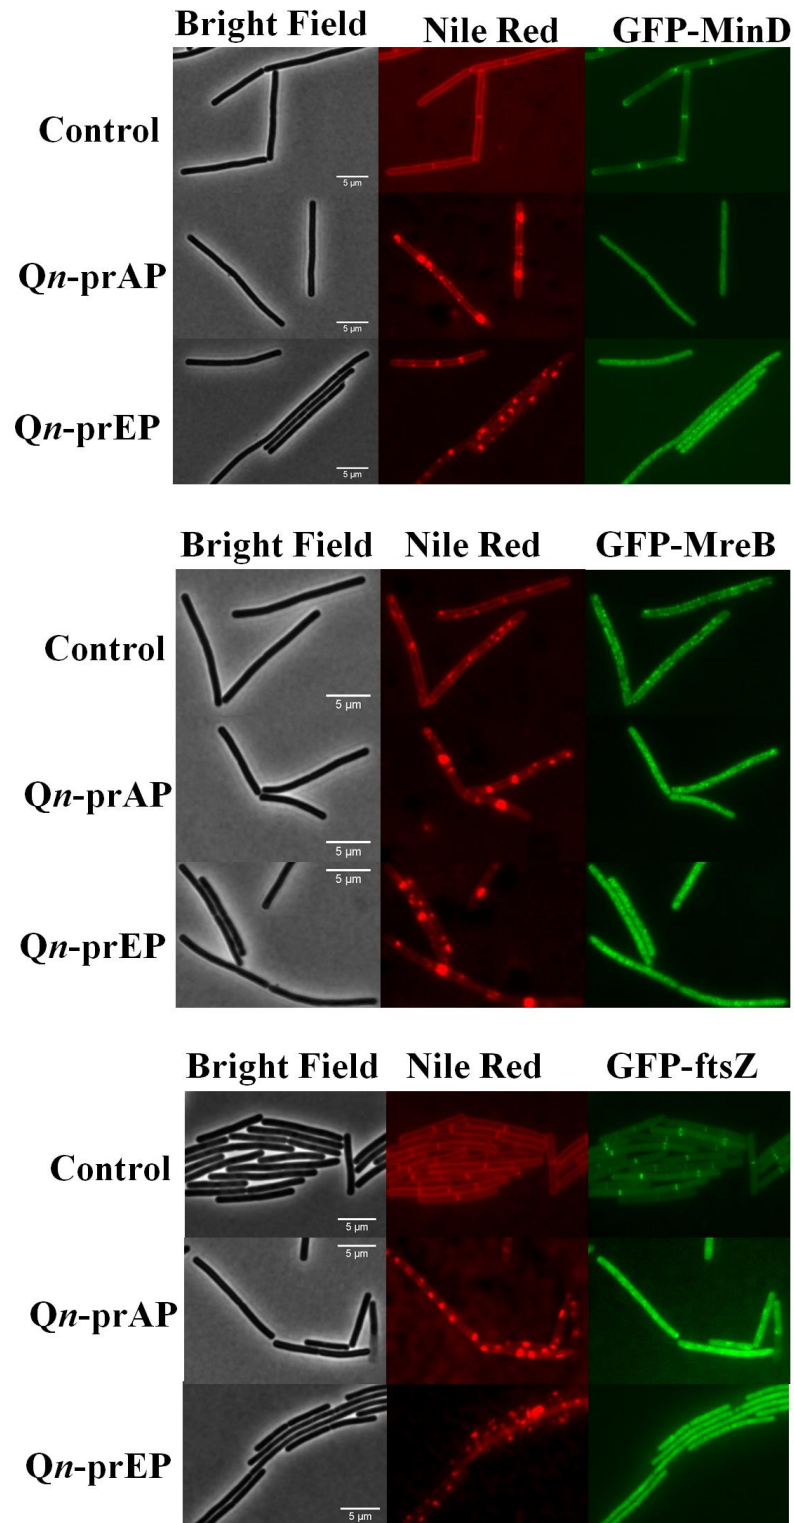 Bright Field Nile Red GFP-MinD
Control
5 µm
Qn-prAP
5 µm
Qn-prEP
5 µm
Bright Field Nile Red GFP-MreB
Control
5 µm
Qn-prAP
5 µm
5 µm
Qn-prEP
Bright Field Nile Red GFP-ftsZ
Control
5 µm
5 µm
Qn-prAP
Qn-prEP
5 µm